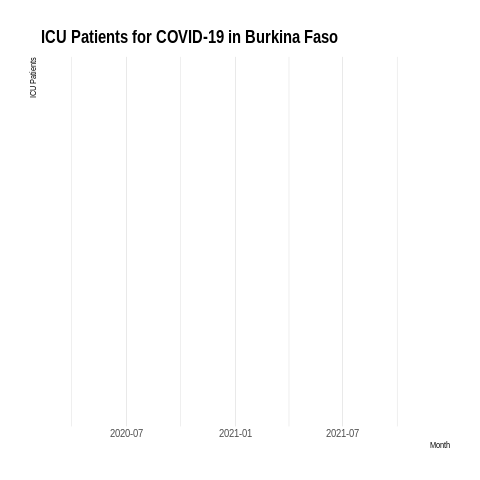 ICU Patients for COVID-19 in Burkina Faso
ICU Patients
2020-07
2021-01
2021-07
Month